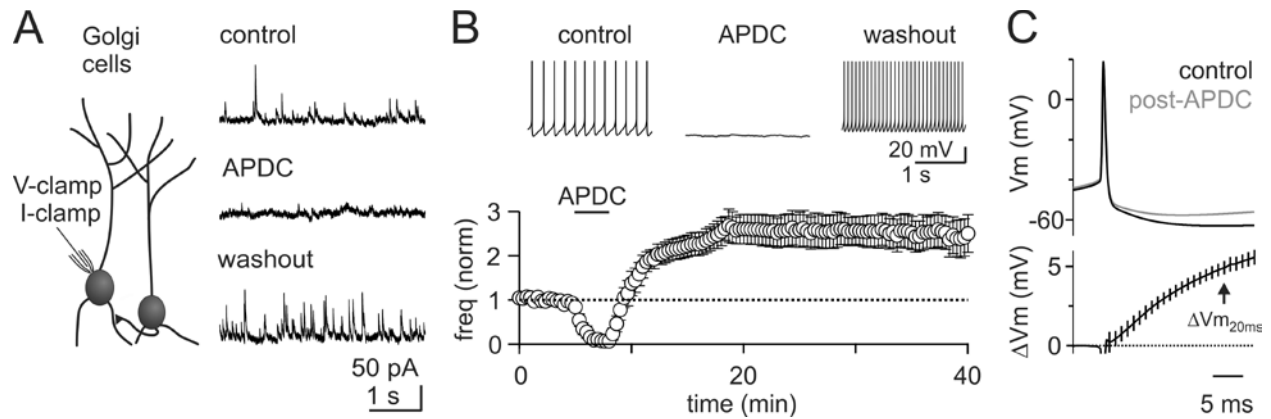 A
Golgi
cells
V-clamp
I-clamp
control
APDC
washout
50 pA
1 s
B
control
APDC
washout
20 mV
1 s
APDC
freq (norm)
3
2
1
0
0
20
40
time (min)
C
control
post-APDC
Vm (mV)
0
-60
ΔVm (mV)
5
0
ΔVm20ms
5 ms